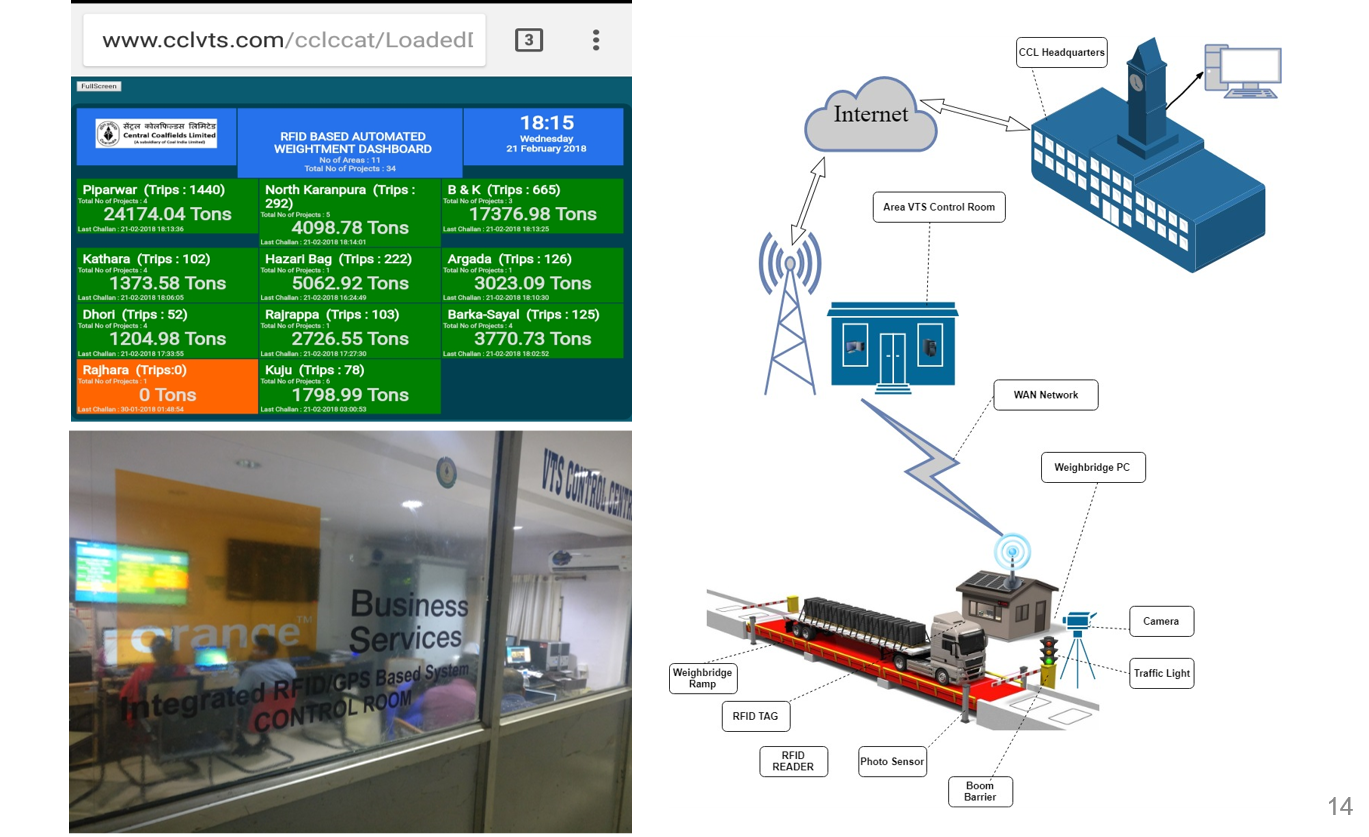 www.cclvts.com/cclccat/LoadedD
3
FullScreen
सेंट्रल कोलफिल्डस लिमिटेड
Central Coalfields Limited
(A subsidiary of Coal India Limited)
RFID BASED AUTOMATED
WEIGHTMENT DASHBOARD
No of Areas : 11
Total No of Projects : 34
18:15
Wednesday
21 February 2018
Piparwar (Trips : 1440)
Total No of Projects : 4
24174.04 Tons
Last Challan : 21-02-2018 18:13:36
North Karanpura (Trips :
292)
Total No of Projects : 5
4098.78 Tons
Last Challan : 21-02-2018 18:14:01
B & K (Trips : 665)
Total No of Projects : 3
17376.98 Tons
Last Challan : 21-02-2018 18:13:25
Kathara (Trips : 102)
Total No of Projects : 4
1373.58 Tons
Last Challan : 21-02-2018 18:06:05
Hazari Bag (Trips : 222)
Total No of Projects : 1
5062.92 Tons
Last Challan : 21-02-2018 16:24:49
Argada (Trips : 126)
Total No of Projects : 1
3023.09 Tons
Last Challan : 21-02-2018 18:10:30
Dhori (Trips : 52)
Total No of Projects : 4
1204.98 Tons
Last Challan : 21-02-2018 17:33:55
Rajrappa (Trips : 103)
Total No of Projects : 1
2726.55 Tons
Last Challan : 21-02-2018 17:27:30
Barka-Sayal (Trips : 125)
Total No of Projects : 4
3770.73 Tons
Last Challan : 21-02-2018 18:02:52
Rajhara (Trips:0)
Total No of Projects : 1
0 Tons
Last Challan : 30-01-2018 01:48:54
Kuju (Trips : 78)
Total No of Projects : 6
1798.99 Tons
Last Challan : 21-02-2018 03:00:53
VTS CONTROL CENTR
orange™
Business
Services
Integrated RFID/GPS Based System
CONTROL ROOM
CCL Headquarters
Internet
Area VTS Control Room
WAN Network
Weighbridge PC
Camera
Traffic Light
Weighbridge
Ramp
RFID TAG
RFID
READER
Photo Sensor
Boom
Barrier
14